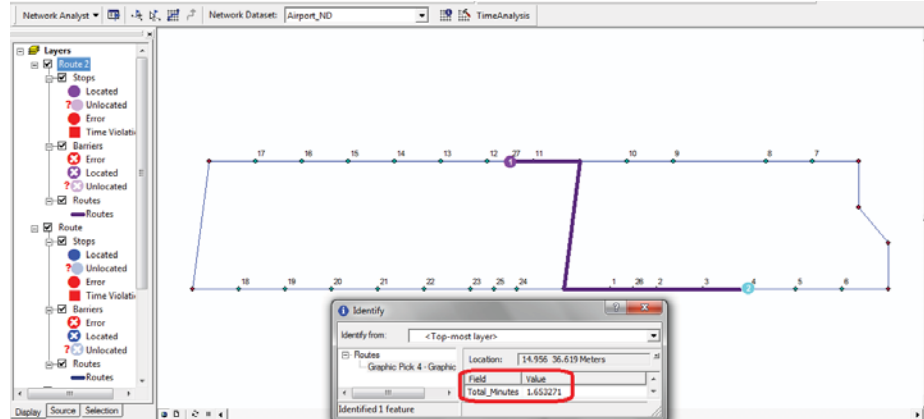 Network Analyst
Network Dataset: Airport_ND
TimeAnalysis
Layers
Route 2
Stops
Located
? Unlocated
Error
Time Violati
Barriers
Error
Located
? Unlocated
Routes
Routes
Route
Stops
Located
? Unlocated
Error
Time Violati
Barriers
Error
Located
? Unlocated
Routes
Routes
Display Source Selection
17 16 15 14 13 12 27 11 10 9 8 7
1
18 19 20 21 22 23 25 24 1 26 2 3 4 5 6
2
Identify
Identify from: <Top-most layer>
Routes
Graphic Pick 4 - Graphic
Location: 14.956 36.619 Meters
Field Value
Total_Minutes 1.653271
Identified 1 feature